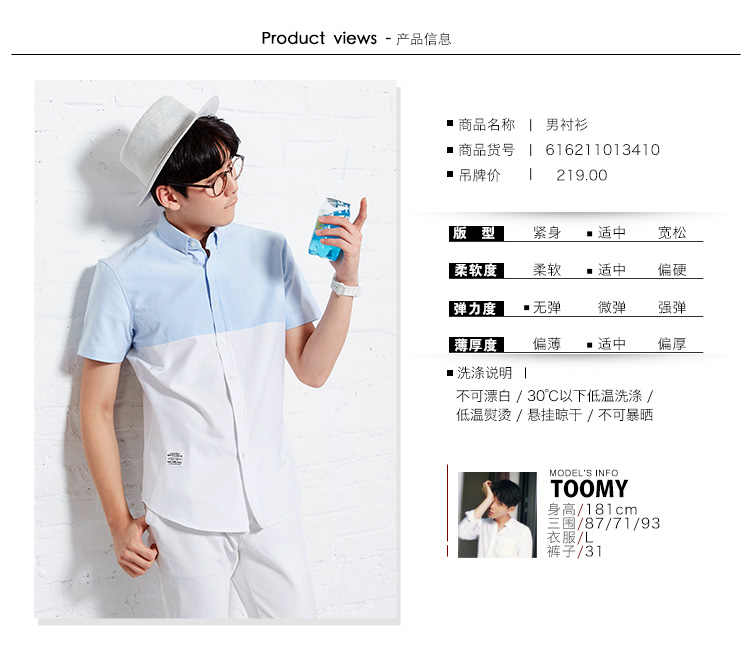 Product views - 产品信息
■ 商品名称 | 男衬衫
■ 商品货号 | 616211013410
■ 吊牌价 | 219.00
版 型 紧身 ■ 适中 宽松
柔软度 柔软 ■ 适中 偏硬
弹力度 ■ 无弹 微弹 强弹
薄厚度 偏薄 ■ 适中 偏厚
■ 洗涤说明 |
不可漂白 / 30℃以下低温洗涤 /
低温熨烫 / 悬挂晾干 / 不可暴晒
MODEL'S INFO
TOOMY
身高/181cm
三围/87/71/93
衣服/L
裤子/31